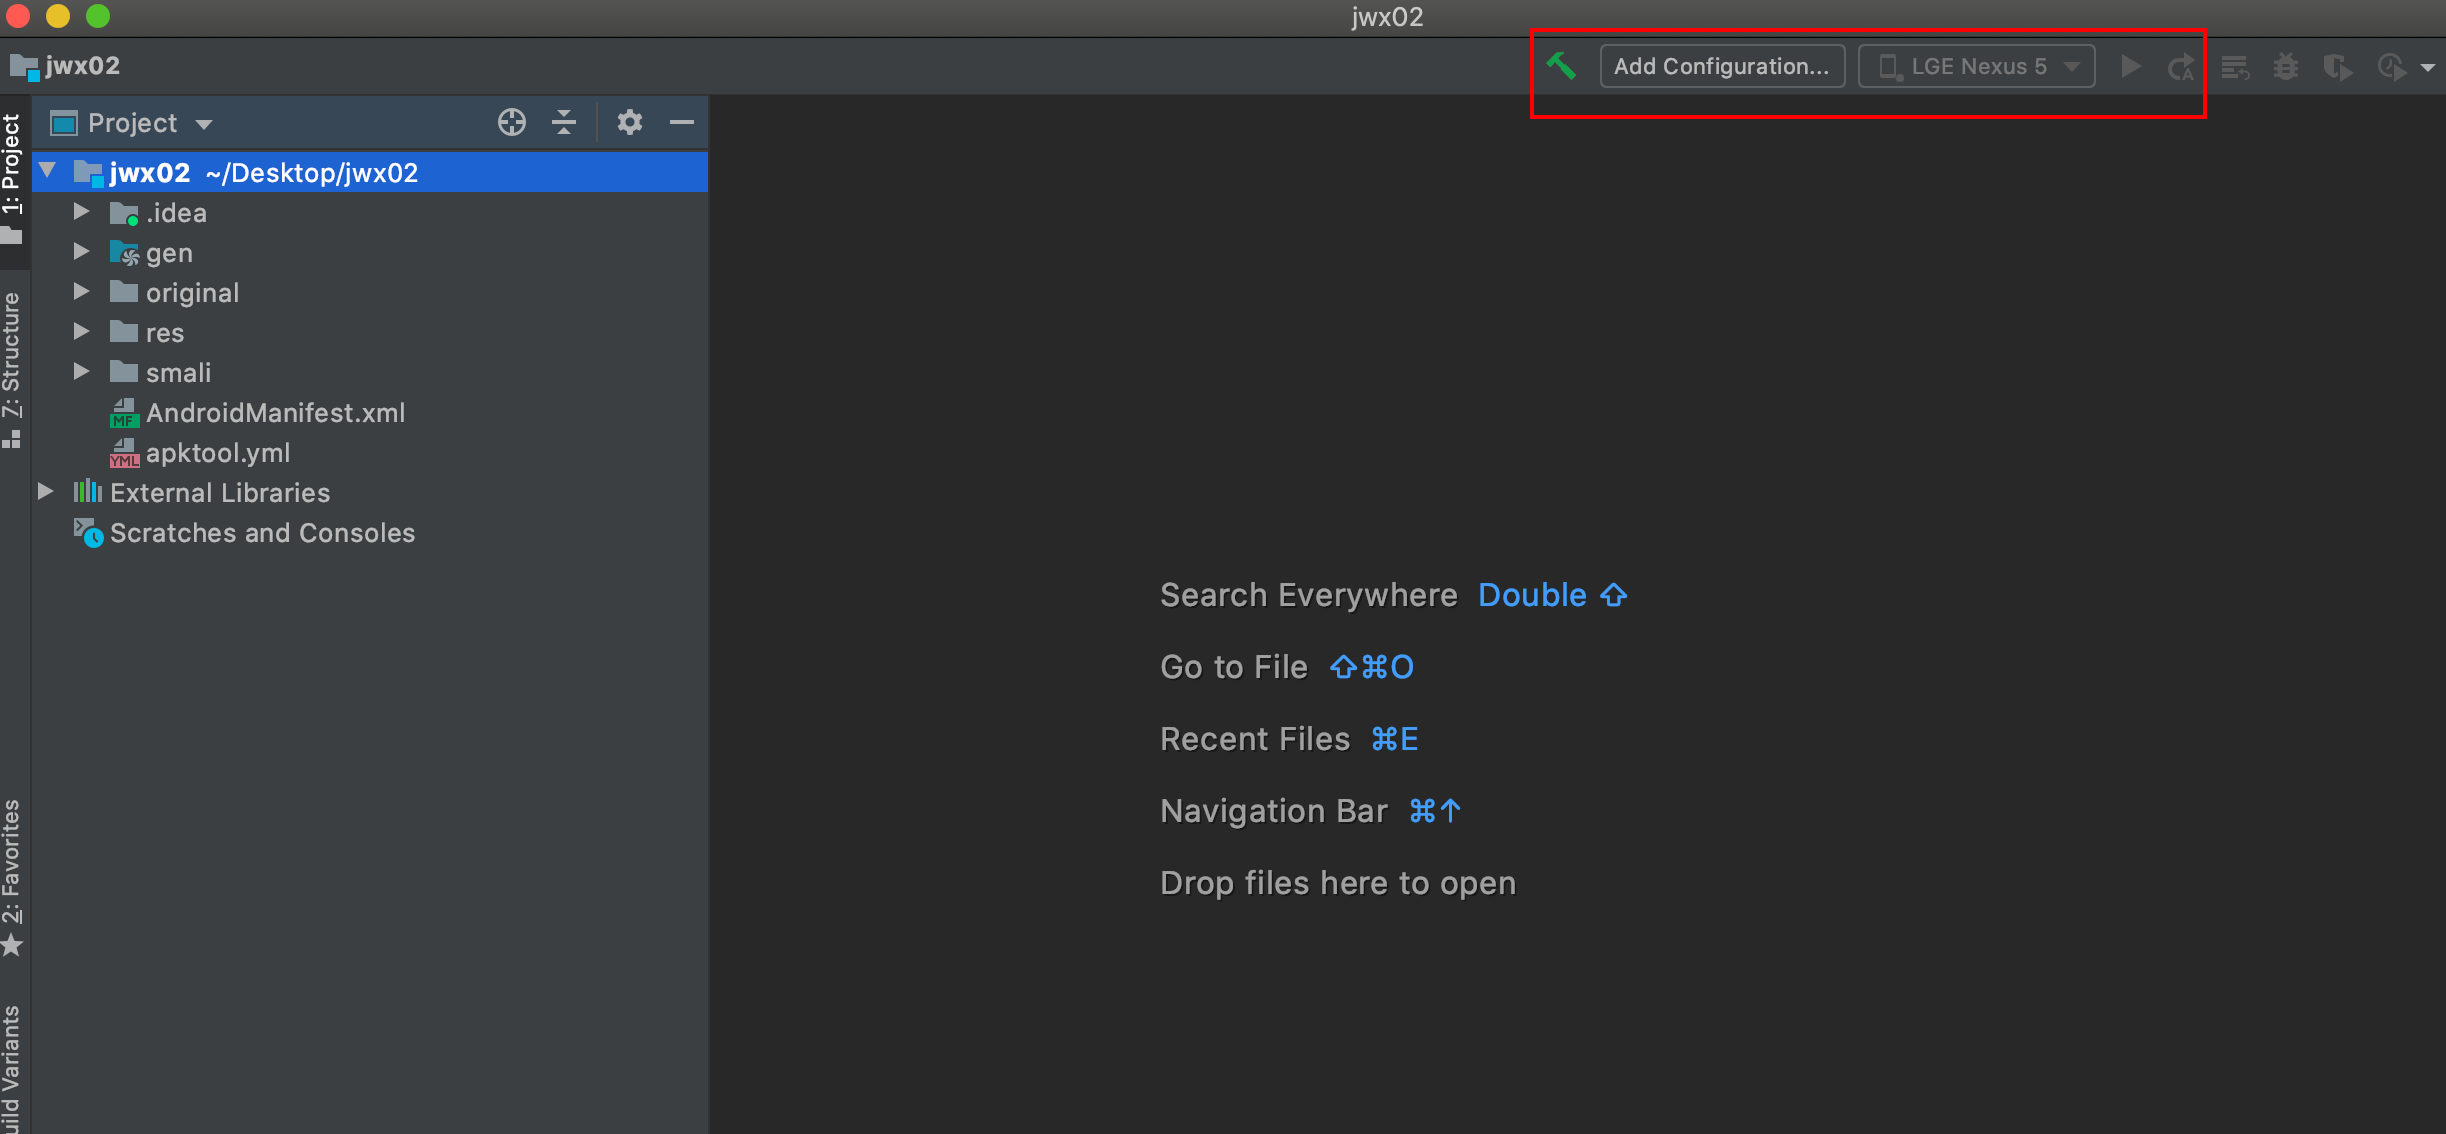 jwx02
jwx02
Add Configuration...
LGE Nexus 5
1: Project
Project
jwx02 ~/Desktop/jwx02
.idea
gen
original
res
7: Structure
smali
MF AndroidManifest.xml
YML apktool.yml
External Libraries
Scratches and Consoles
Search Everywhere Double ⇧
Go to File ⇧⌘O
Recent Files ⌘E
Navigation Bar ⌘↑
2: Favorites
Drop files here to open
uild Variants